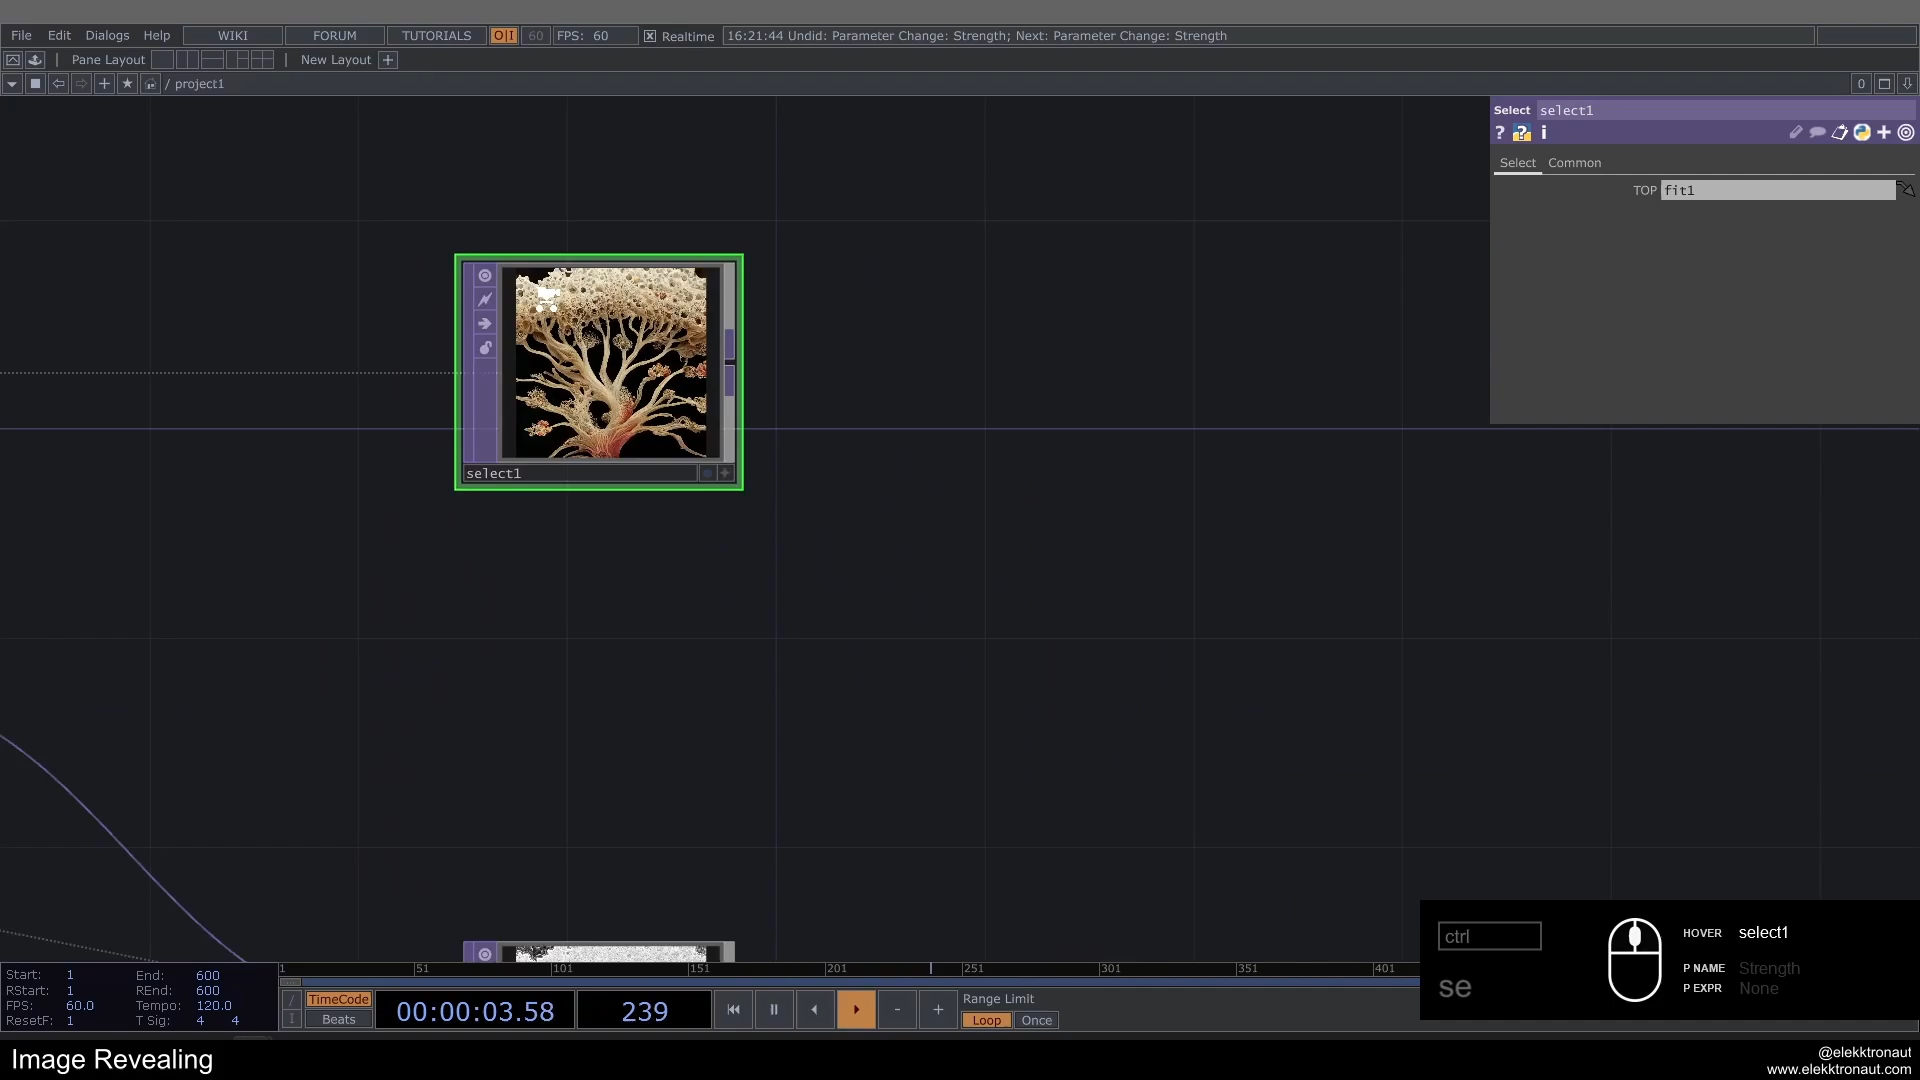 File Edit Dialogs Help WIKI FORUM TUTORIALS O|I 60 FPS: 60 Realtime 16:21:44 Undid: Parameter Change: Strength; Next: Parameter Change: Strength
Pane Layout New Layout +
/ project1 0
Select select1
? ? i
Select Common
TOP fit1
select1
ctrl
se
HOVER select1
P NAME Strength
P EXPR None
1 51 101 151 201 251 301 351 401
Start: 1 End: 600
RStart: 1 REnd: 600
FPS: 60.0 Tempo: 120.0
ResetF: 1 T Sig: 4 4
TimeCode
Beats
00:00:03.58 239
Range Limit
Loop Once
Image Revealing
@elekktronaut
www.elekktronaut.com